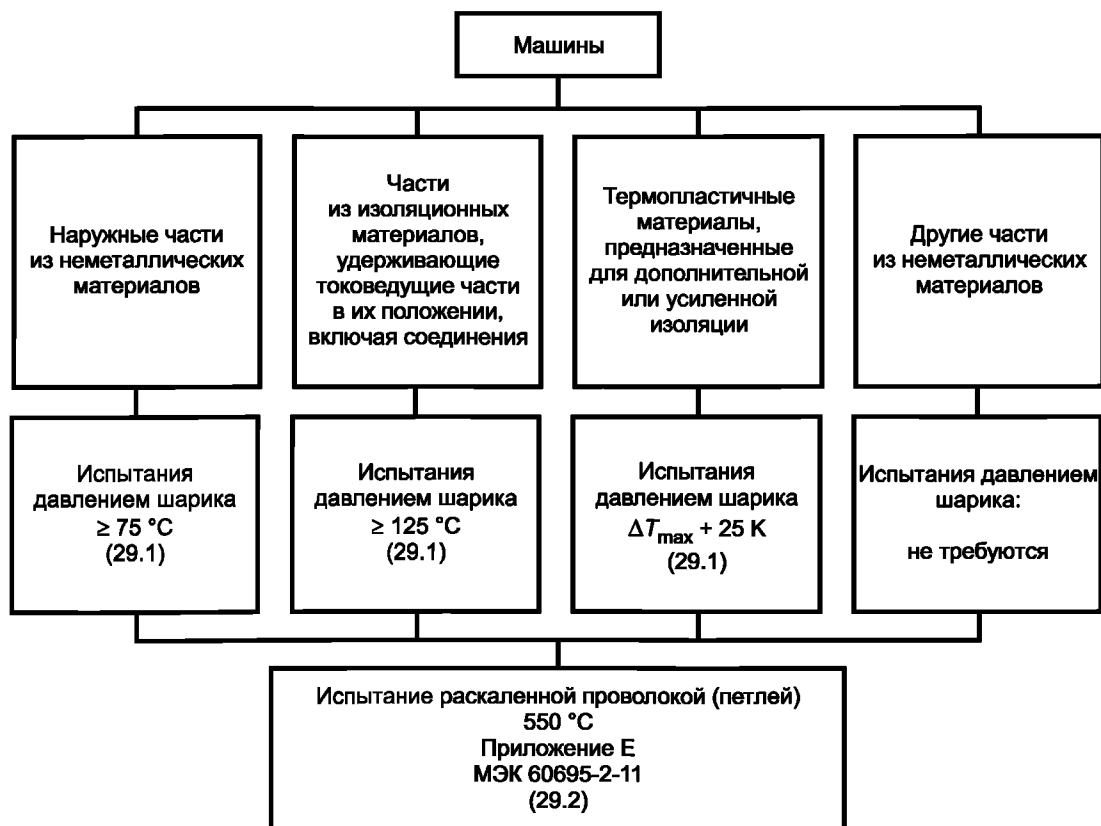 Машины
Наружные части
из неметаллических
материалов
Части
из изоляционных
материалов,
удерживающие
токоведущие части
в их положении,
включая соединения
Термопластичные
материалы,
предназначенные
для дополнительной
или усиленной
изоляции
Другие части
из неметаллических
материалов
Испытания
давлением шарика
≥ 75 °C
(29.1)
Испытания
давлением шарика
≥ 125 °C
(29.1)
Испытания
давлением шарика
ΔTmax + 25 K
(29.1)
Испытания давлением
шарика:
не требуются
Испытание раскаленной проволокой (петлей)
550 °C
Приложение E
МЭК 60695-2-11
(29.2)